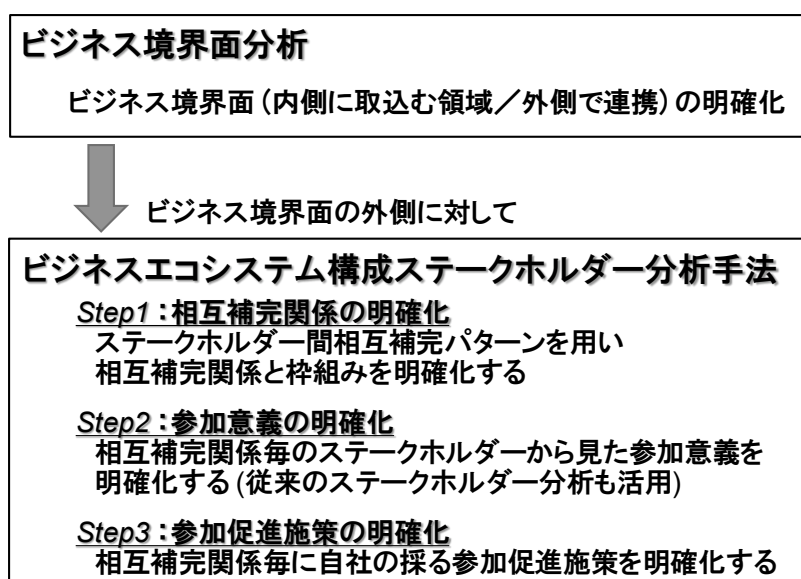 ビジネス境界面分析
ビジネス境界面（内側に取込む領域／外側で連携）の明確化
ビジネス境界面の外側に対して
ビジネスエコシステム構成ステークホルダー分析手法
Step1：相互補完関係の明確化
ステークホルダー間相互補完パターンを用い
相互補完関係と枠組みを明確化する
Step2：参加意義の明確化
相互補完関係毎のステークホルダーから見た参加意義を
明確化する (従来のステークホルダー分析も活用)
Step3：参加促進施策の明確化
相互補完関係毎に自社の採る参加促進施策を明確化する